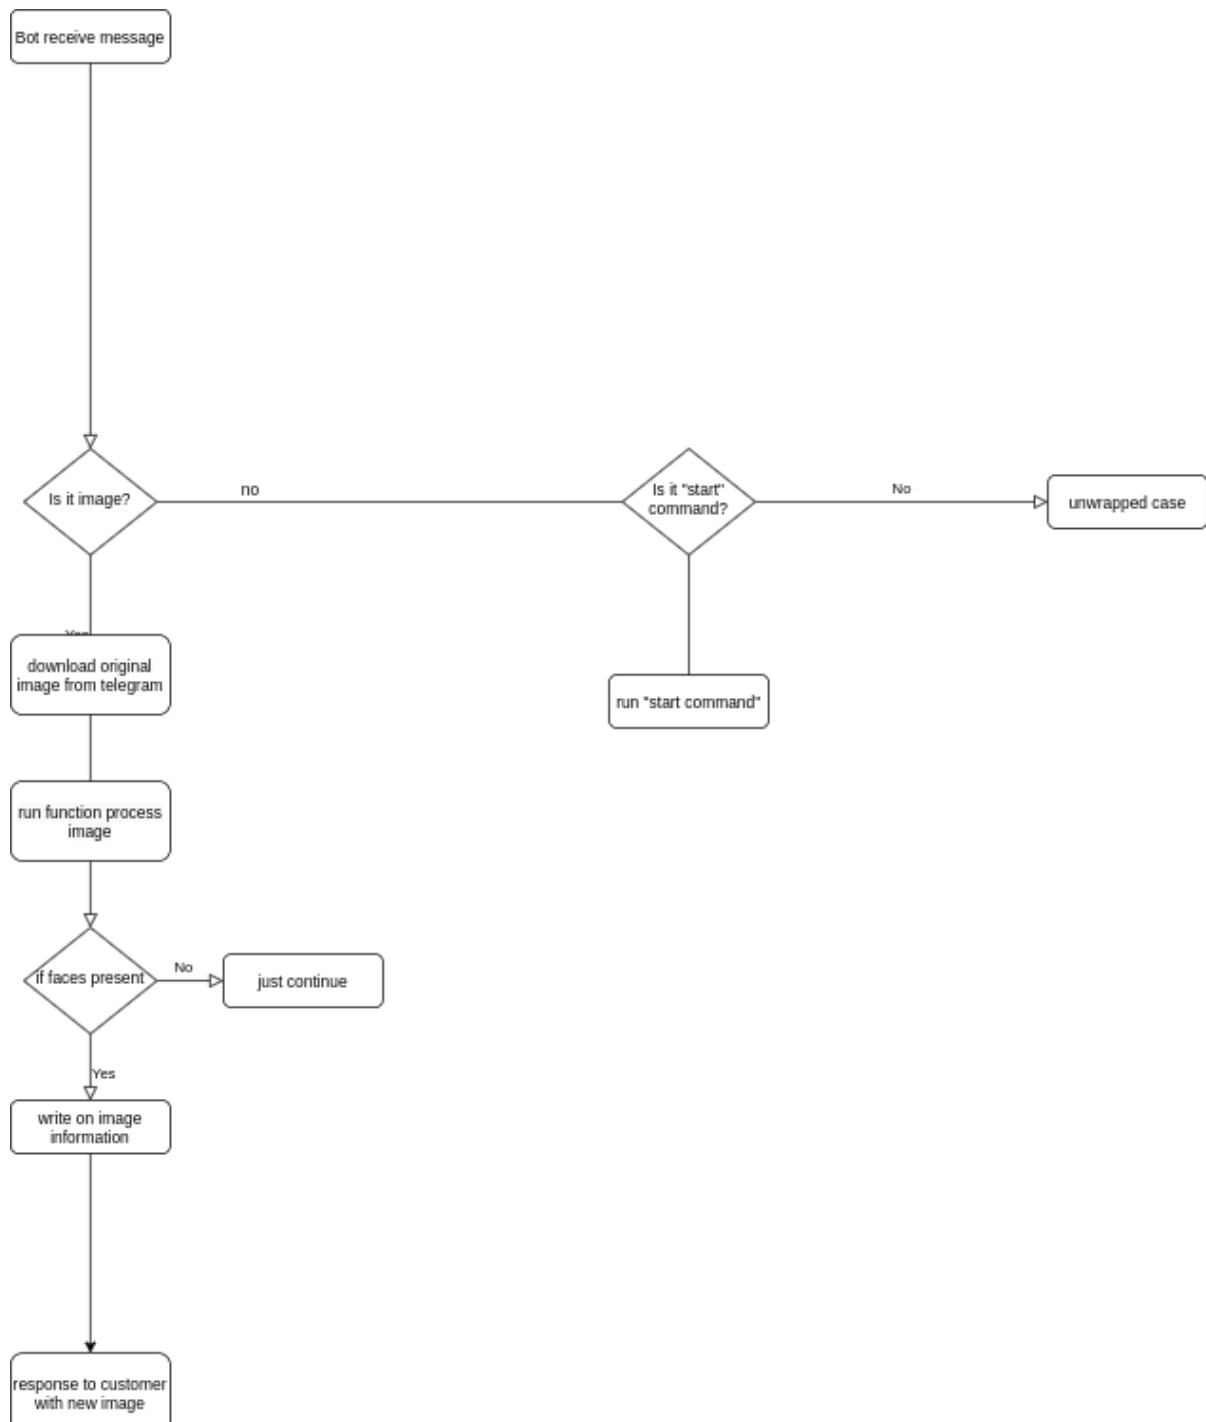 Bot receive message
Is it image?
no
Is it "start"
command?
No
unwrapped case
Yes
download original
image from telegram
run "start command"
run function process
image
if faces present
No
just continue
Yes
write on image
information
response to customer
with new image